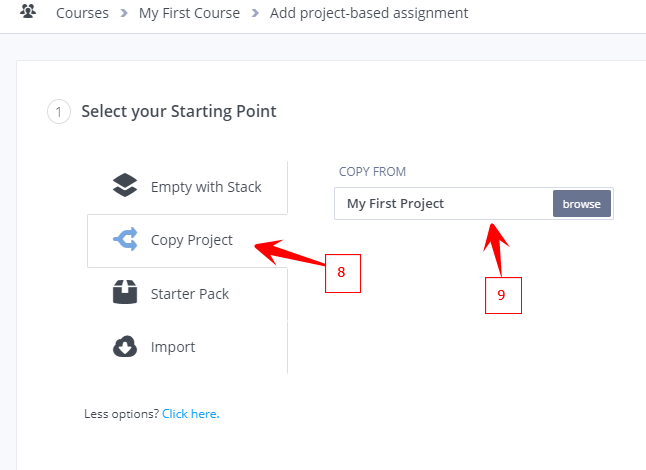 Courses > My First Course > Add project-based assignment
1 Select your Starting Point
Empty with Stack
Copy Project
Starter Pack
Import
COPY FROM
My First Project browse
8
9
Less options? Click here.